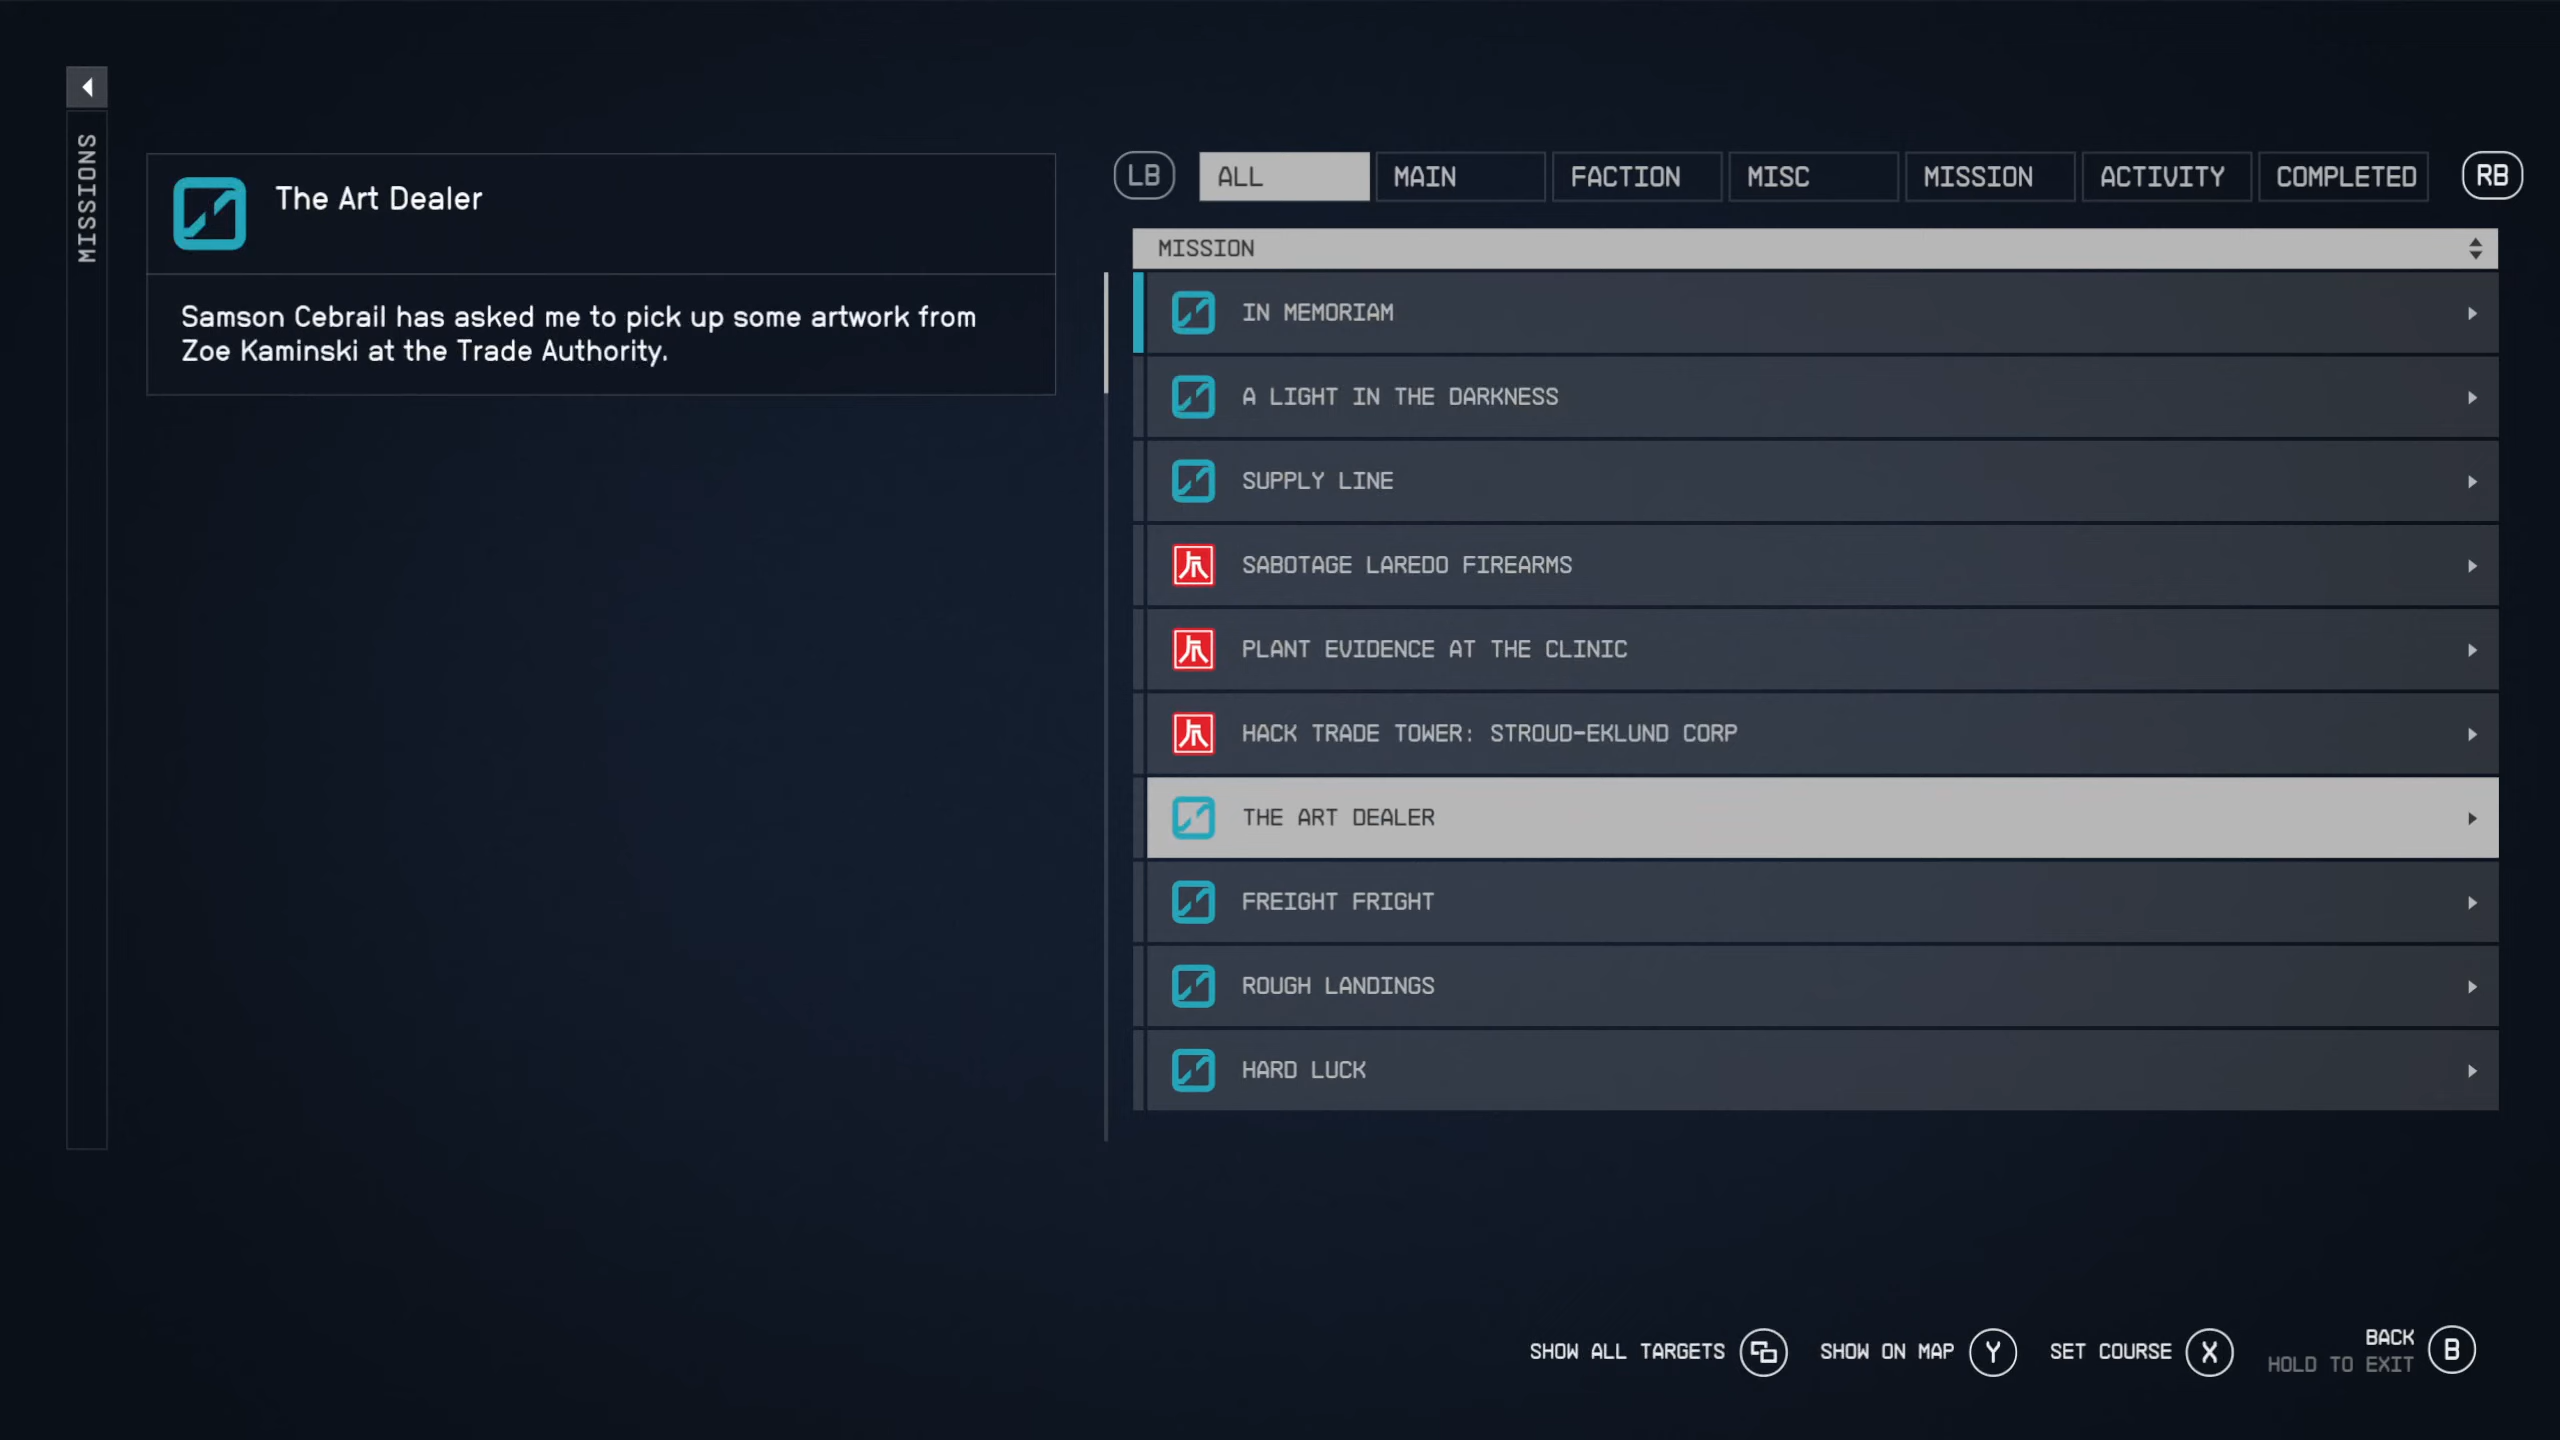 MISSIONS
The Art Dealer
Samson Cebrail has asked me to pick up some artwork from
Zoe Kaminski at the Trade Authority.
LB ALL MAIN FACTION MISC MISSION ACTIVITY COMPLETED RB
MISSION
IN MEMORIAM
A LIGHT IN THE DARKNESS
SUPPLY LINE
SABOTAGE LAREDO FIREARMS
PLANT EVIDENCE AT THE CLINIC
HACK TRADE TOWER: STROUD-EKLUND CORP
THE ART DEALER
FREIGHT FRIGHT
ROUGH LANDINGS
HARD LUCK
SHOW ALL TARGETS SHOW ON MAP Y SET COURSE X BACK B
HOLD TO EXIT